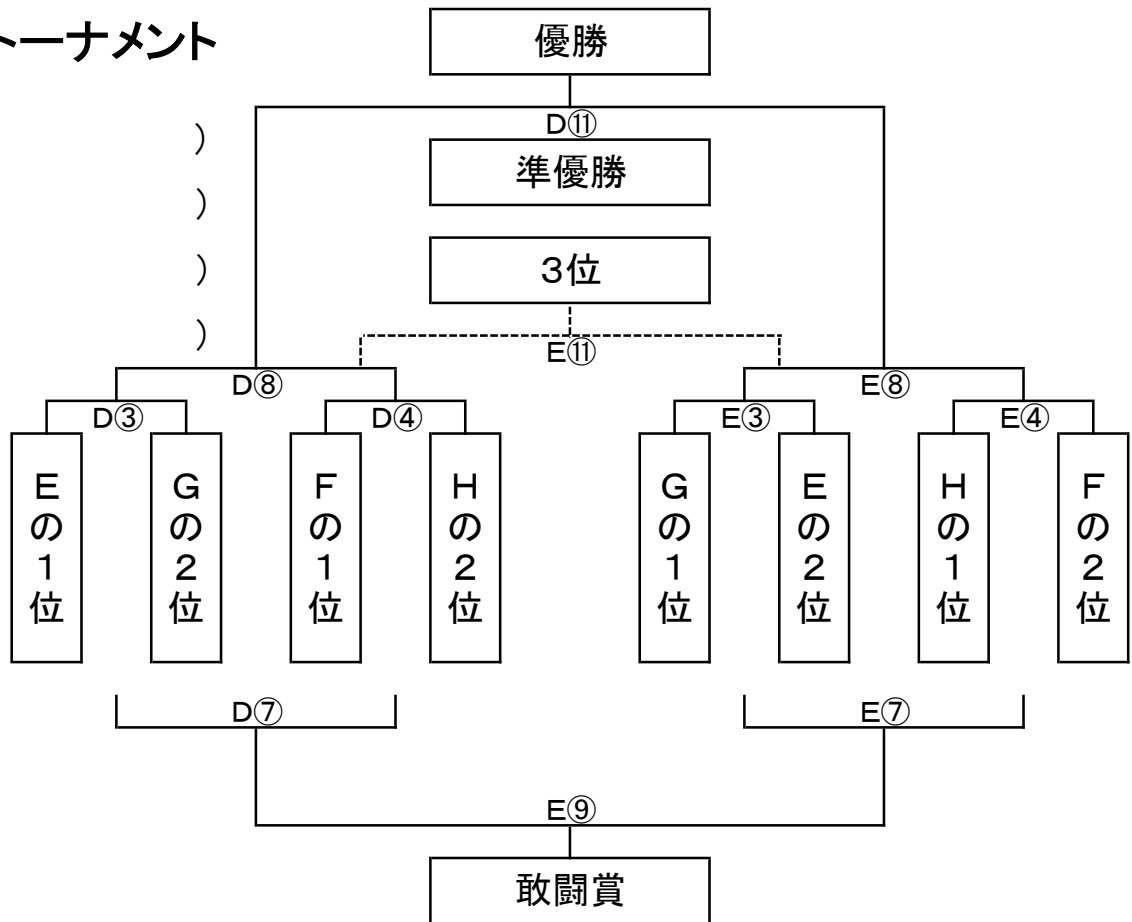 トーナメント
優勝
D⑪
)
準優勝
)
3位
)
)
E⑪
D⑧
E⑧
D③
D④
E③
E④
Eの1位
Gの2位
Fの1位
Hの2位
Gの1位
Eの2位
Hの1位
Fの2位
D⑦
E⑦
E⑨
敢闘賞